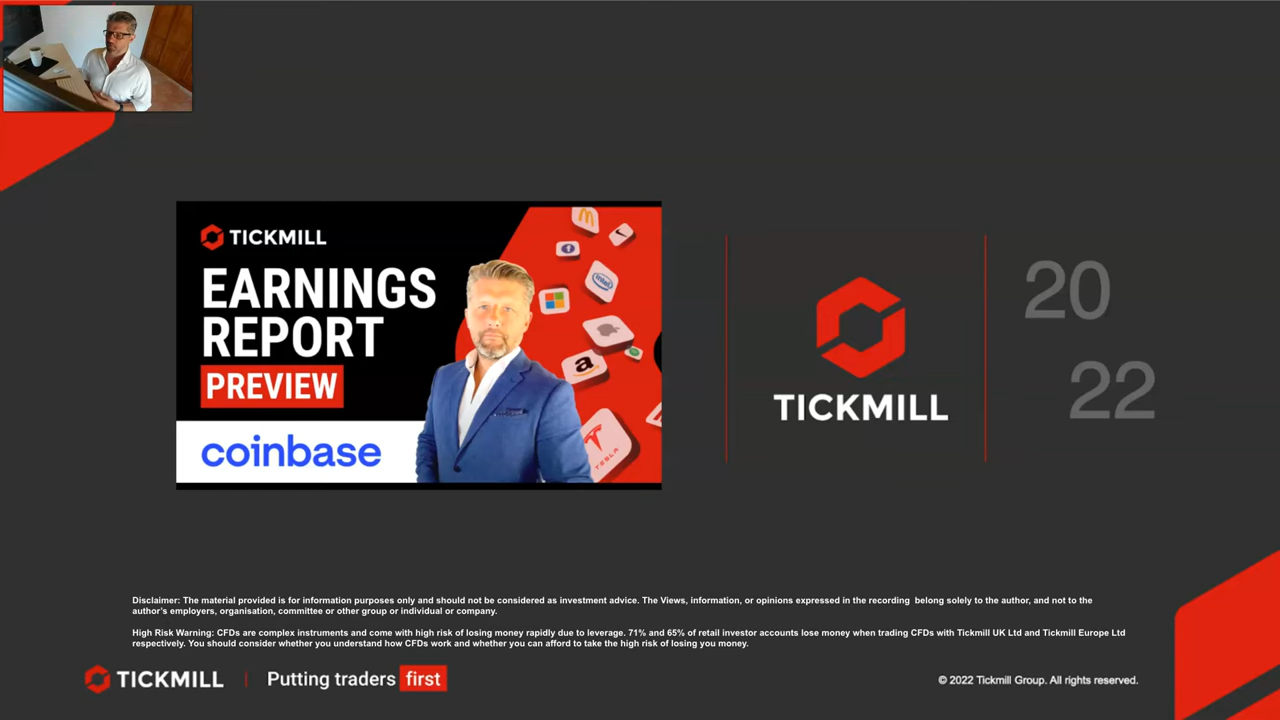 TICKMILL
EARNINGS
REPORT
PREVIEW
coinbase
intel
a
TESLA
TICKMILL
20
22
Disclaimer: The material provided is for information purposes only and should not be considered as investment advice. The Views, information, or opinions expressed in the recording belong solely to the author, and not to the
author's employers, organisation, committee or other group or individual or company.
High Risk Warning: CFDs are complex instruments and come with high risk of losing money rapidly due to leverage. 71% and 65% of retail investor accounts lose money when trading CFDs with Tickmill UK Ltd and Tickmill Europe Ltd
respectively. You should consider whether you understand how CFDs work and whether you can afford to take the high risk of losing you money.
TICKMILL | Putting traders first
© 2022 Tickmill Group. All rights reserved.